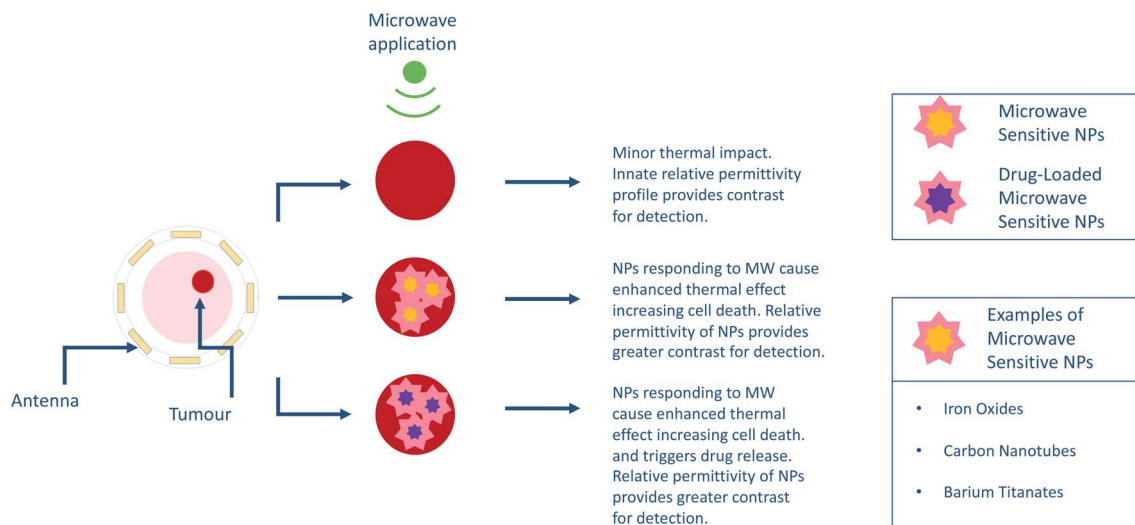 Microwave
application
Minor thermal impact.
Innate relative permittivity
profile provides contrast
for detection.
NPs responding to MW cause
enhanced thermal effect
increasing cell death. Relative
permittivity of NPs provides
greater contrast for detection.
NPs responding to MW
cause enhanced thermal
effect increasing cell death.
and triggers drug release.
Relative permittivity of NPs
provides greater contrast
for detection.
Antenna
Tumour
Microwave
Sensitive NPs
Drug-Loaded
Microwave
Sensitive NPs
Examples of
Microwave
Sensitive NPs
• Iron Oxides
• Carbon Nanotubes
• Barium Titanates